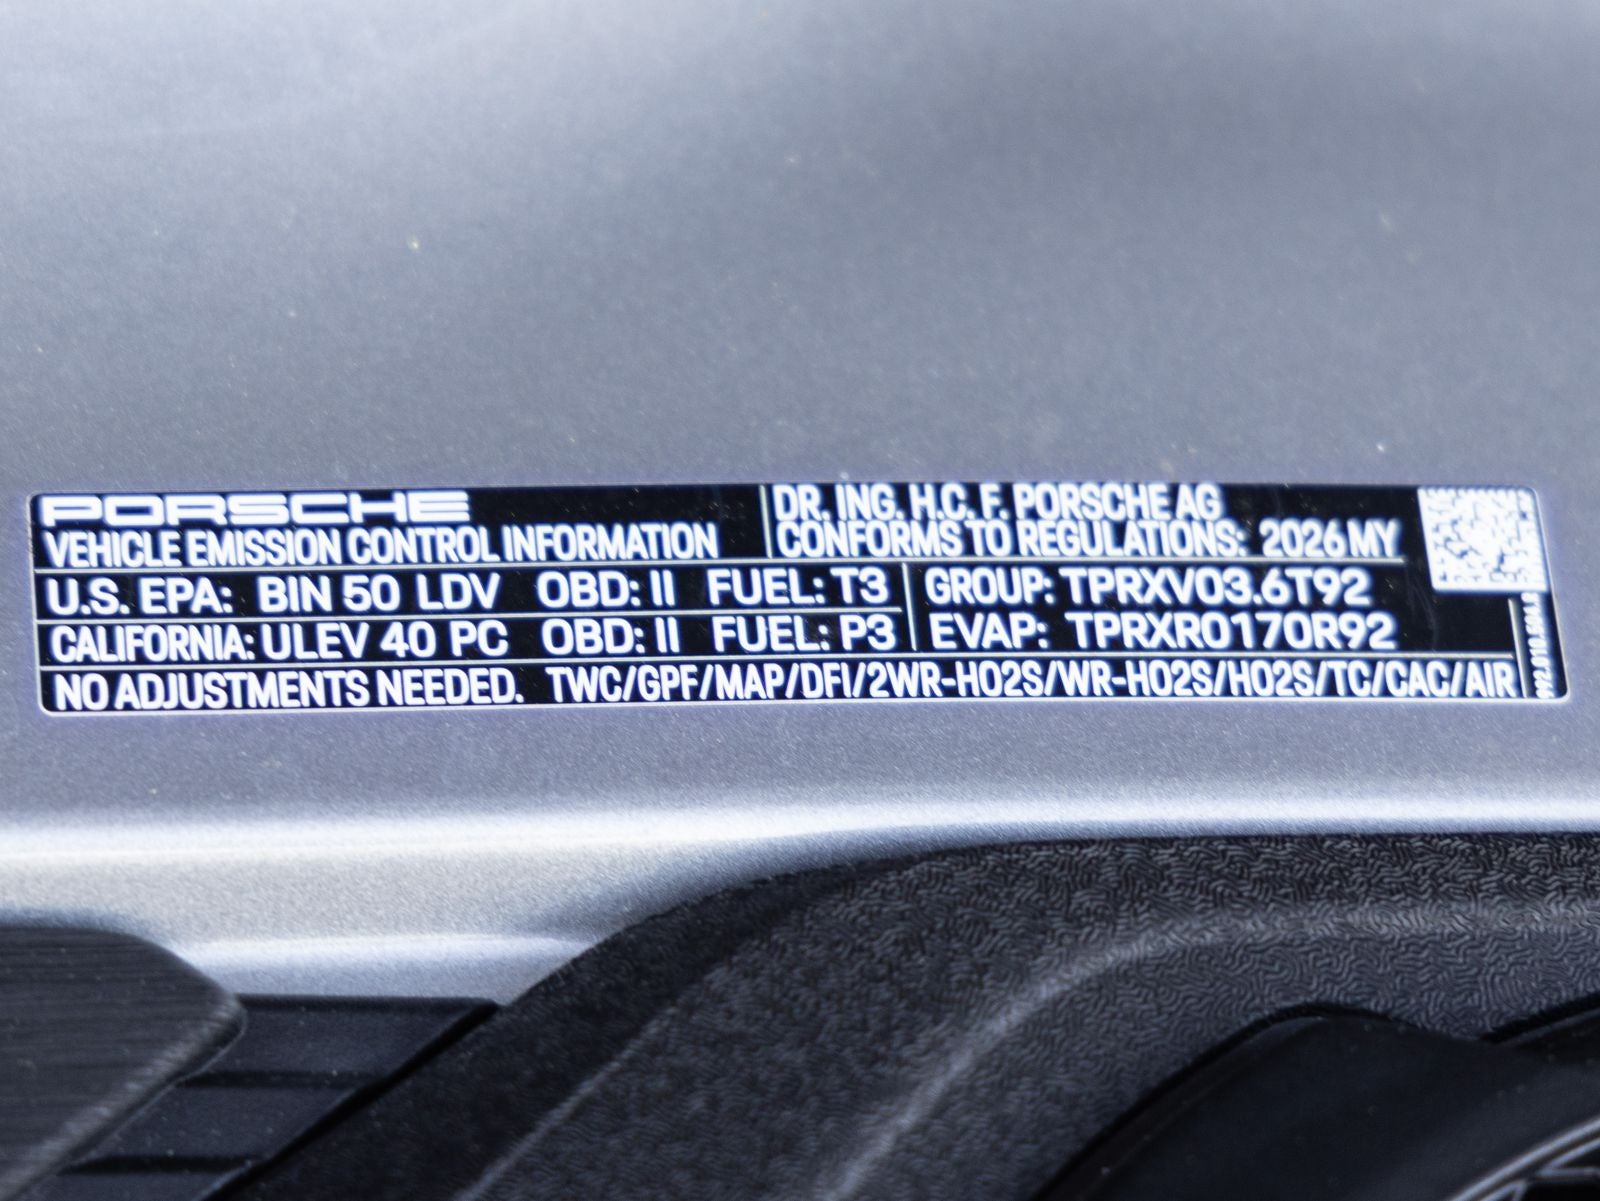 PORSCHE
VEHICLE EMISSION CONTROL INFORMATION
DR. ING. H.C. F. PORSCHE AG
CONFORMS TO REGULATIONS: 2026 MY
U.S. EPA: BIN 50 LDV OBD: II FUEL: T3
CALIFORNIA: ULEV 40 PC OBD: II FUEL: P3
GROUP: TPRXV03.6T92
EVAP: TPRXR0170R92
NO ADJUSTMENTS NEEDED. TWC/GPF/MAP/DFI/2WR-HO2S/WR-HO2S/HO2S/TC/CAC/AIR